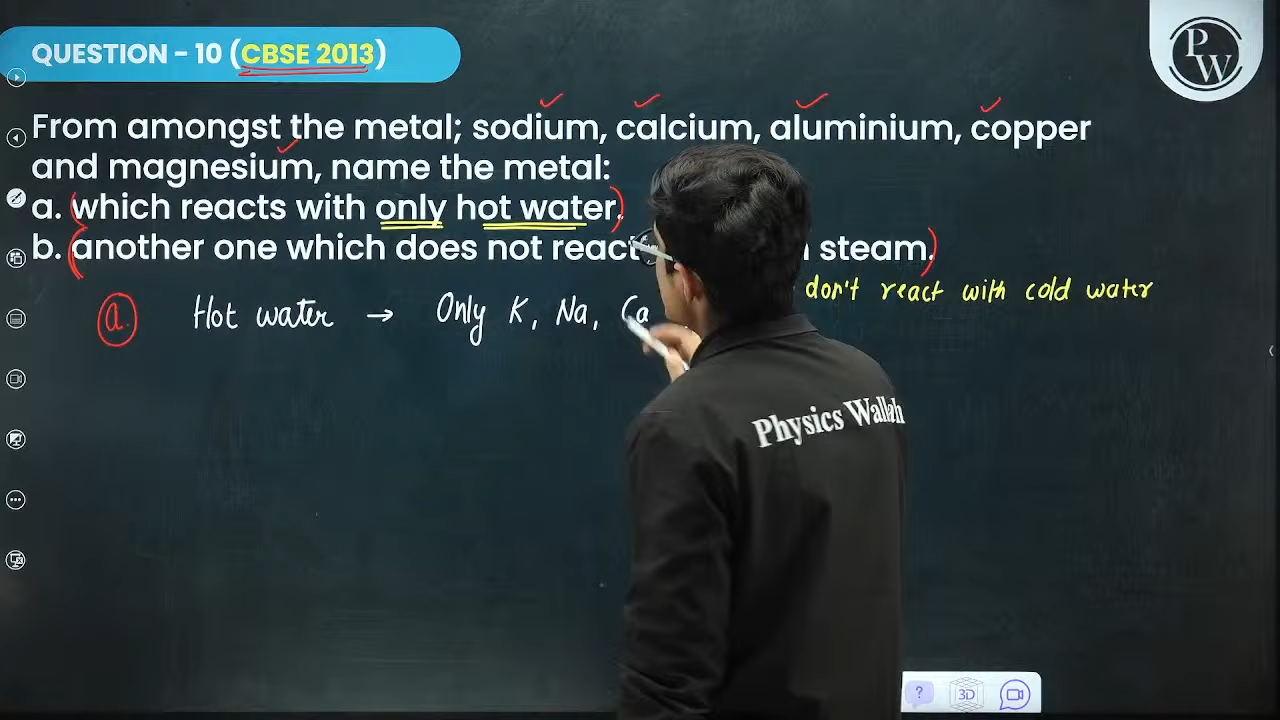 QUESTION - 10 (CBSE 2013)
PW
From amongst the metal; sodium, calcium, aluminium, copper
and magnesium, name the metal:
a. which reacts with only hot water.
b. another one which does not react steam.
don't react with cold water
a. Hot water → Only K, Na, Ca
Physics Wallah
?
3D